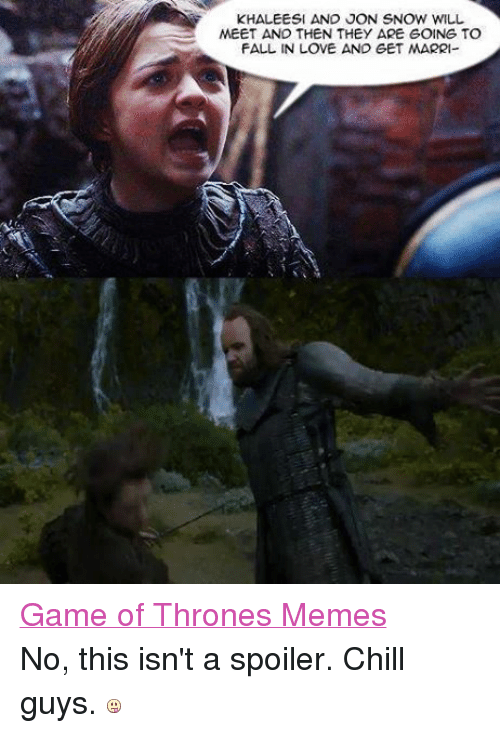 KHALEESI AND JON SNOW WILL
MEET AND THEN THEY ARE GOING TO
FALL IN LOVE AND GET MARRI-
Game of Thrones Memes
No, this isn't a spoiler. Chill
guys.